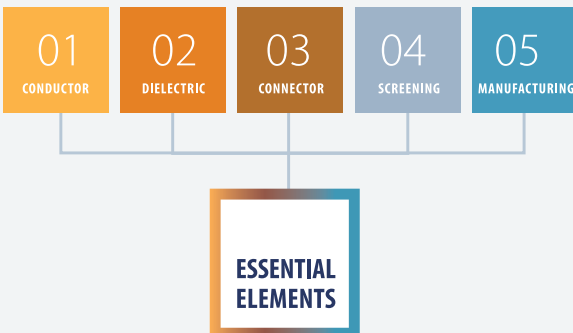 01 02 03 04 05
CONDUCTOR DIELECTRIC CONNECTOR SCREENING MANUFACTURING
ESSENTIAL
ELEMENTS